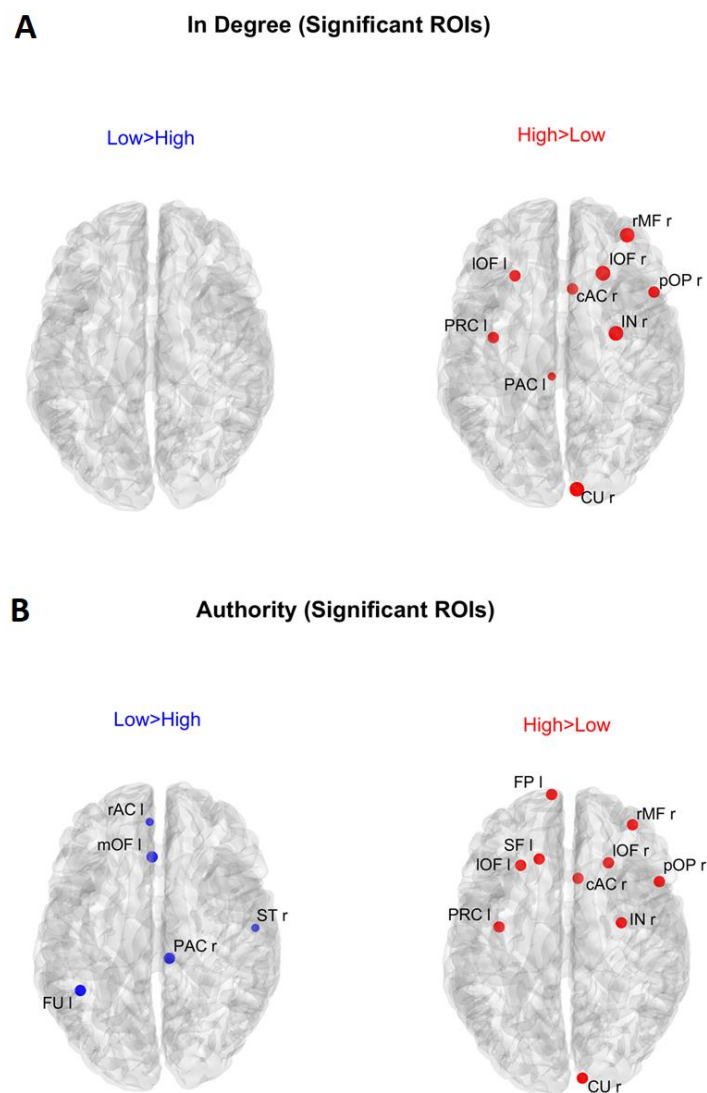 A
In Degree (Significant ROIs)
Low>High
High>Low
rMF r
lOF l
lOF r
pOP r
cAC r
PRC l
IN r
PAC l
CU r
B
Authority (Significant ROIs)
Low>High
High>Low
rAC l
mOF l
ST r
PAC r
FU l
FP l
rMF r
SF l
lOF r
lOF l
pOP r
cAC r
PRC l
IN r
CU r